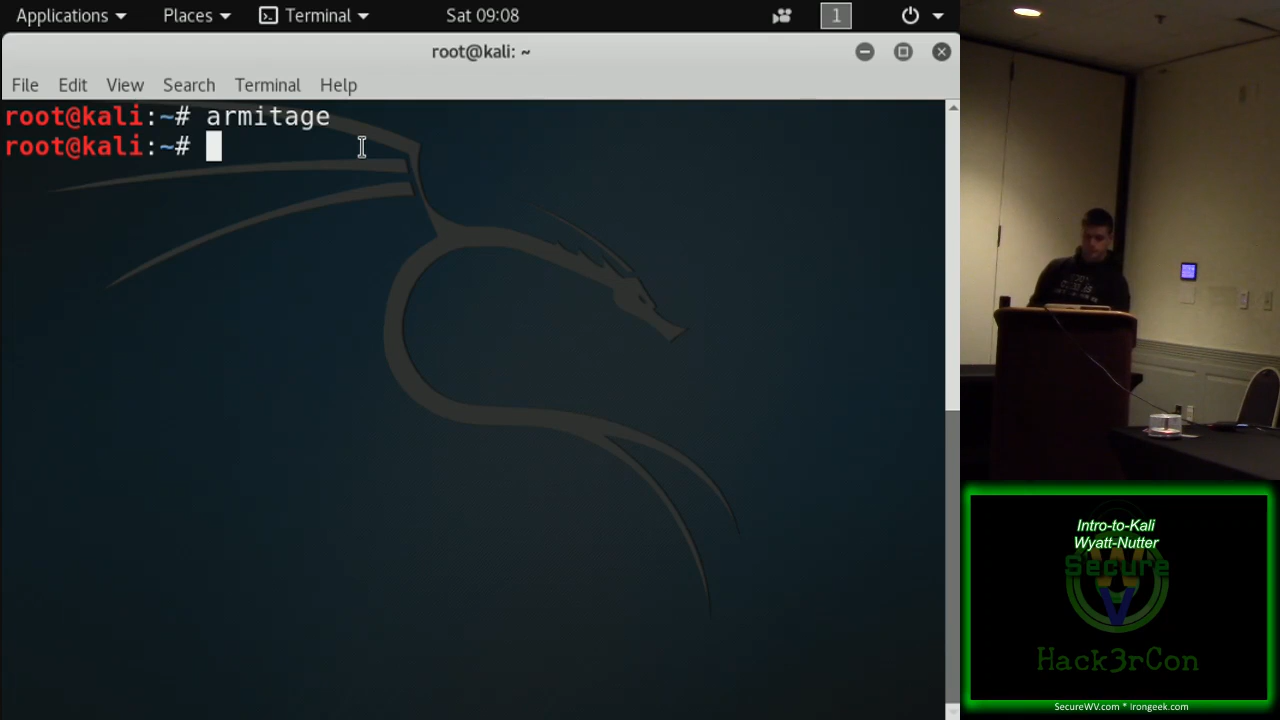 Applications Places Terminal Sat 09:08 1
root@kali: ~
File Edit View Search Terminal Help
root@kali:~# armitage
root@kali:~#
Intro-to-Kali
Wyatt-Nutter
Secure
W
V
Hack3rCon
SecureWV.com * Irongeek.com